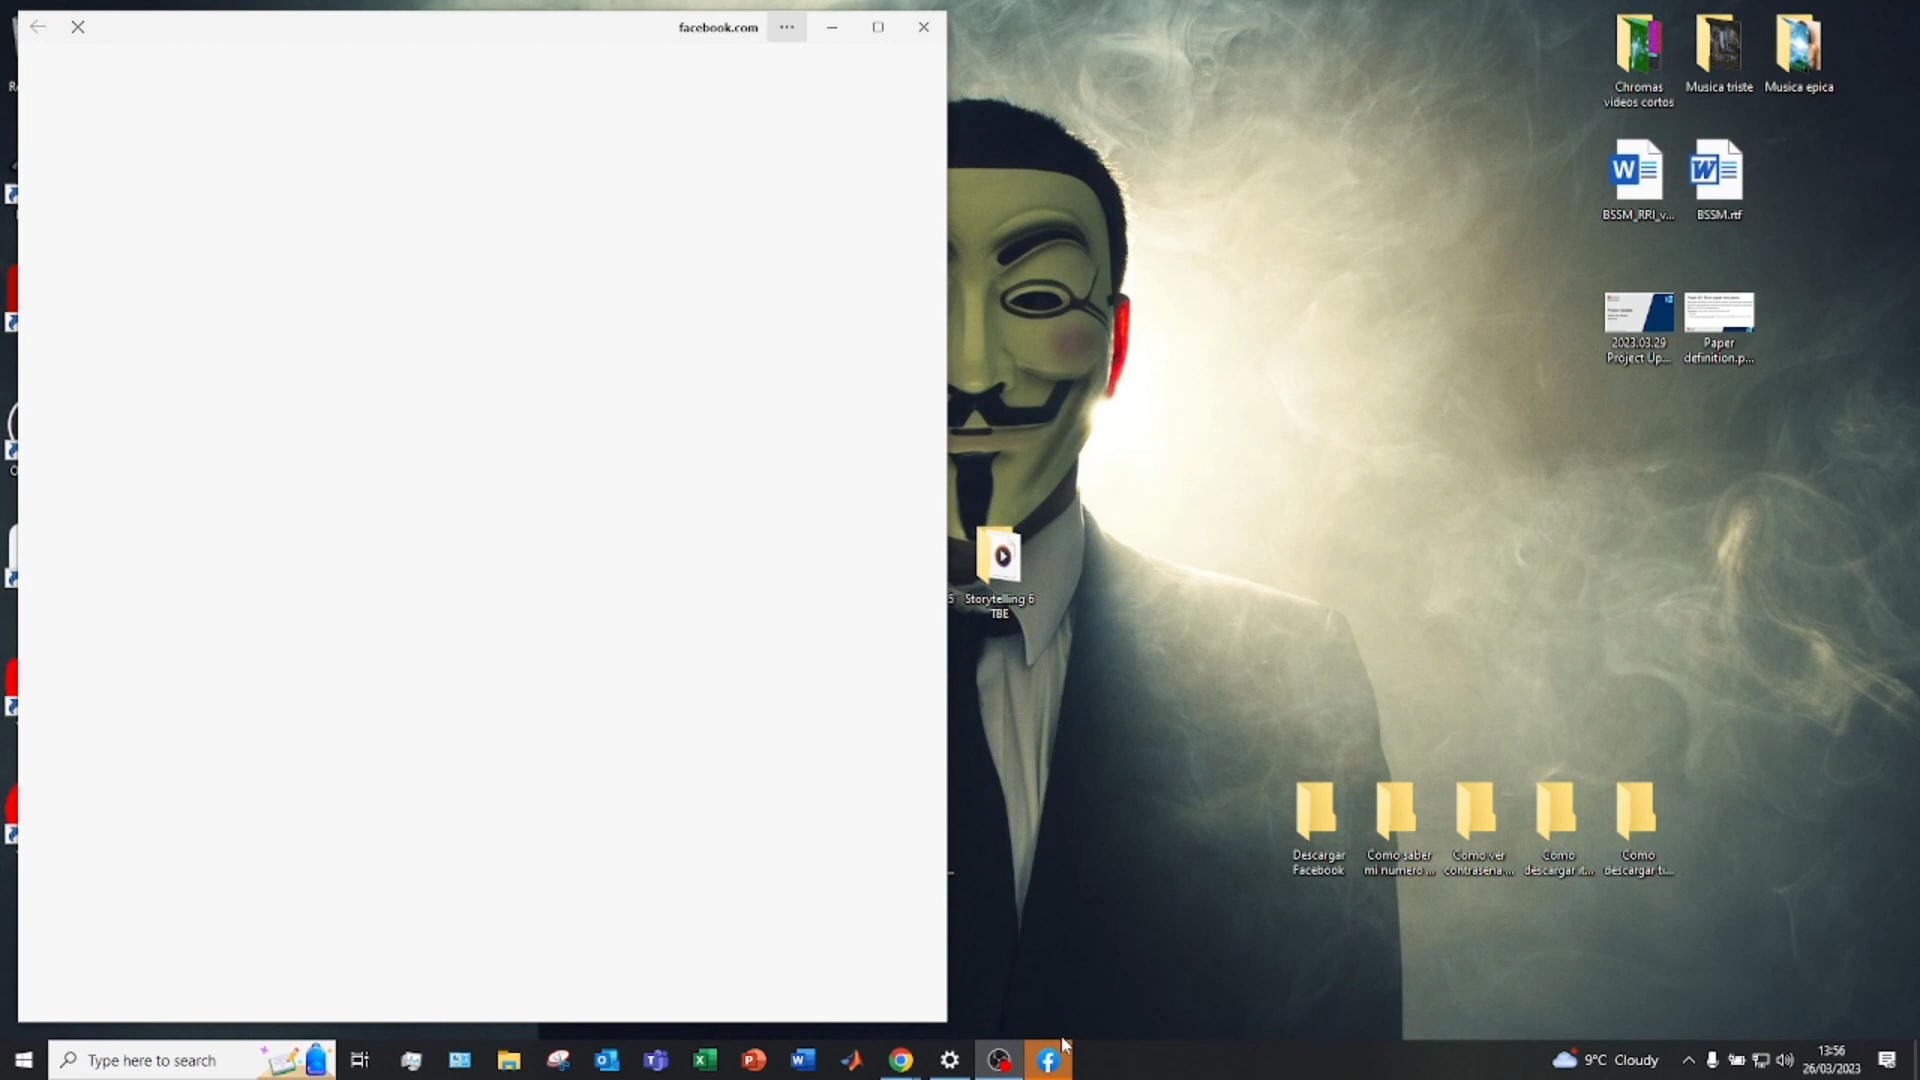 facebook.com
Chromas
videos cortos
Musica triste
Musica epica
BSSM_RRI_v...
BSSM.rtf
2023.03.29
Project Up...
Paper
definition.p...
Storytelling 6
TBE
Descargar
Facebook
Como saber
mi numero ...
Como ver
contrasena ...
Como
descargar it...
Como
descargar t...
Type here to search
9°C Cloudy
13:56
26/03/2023